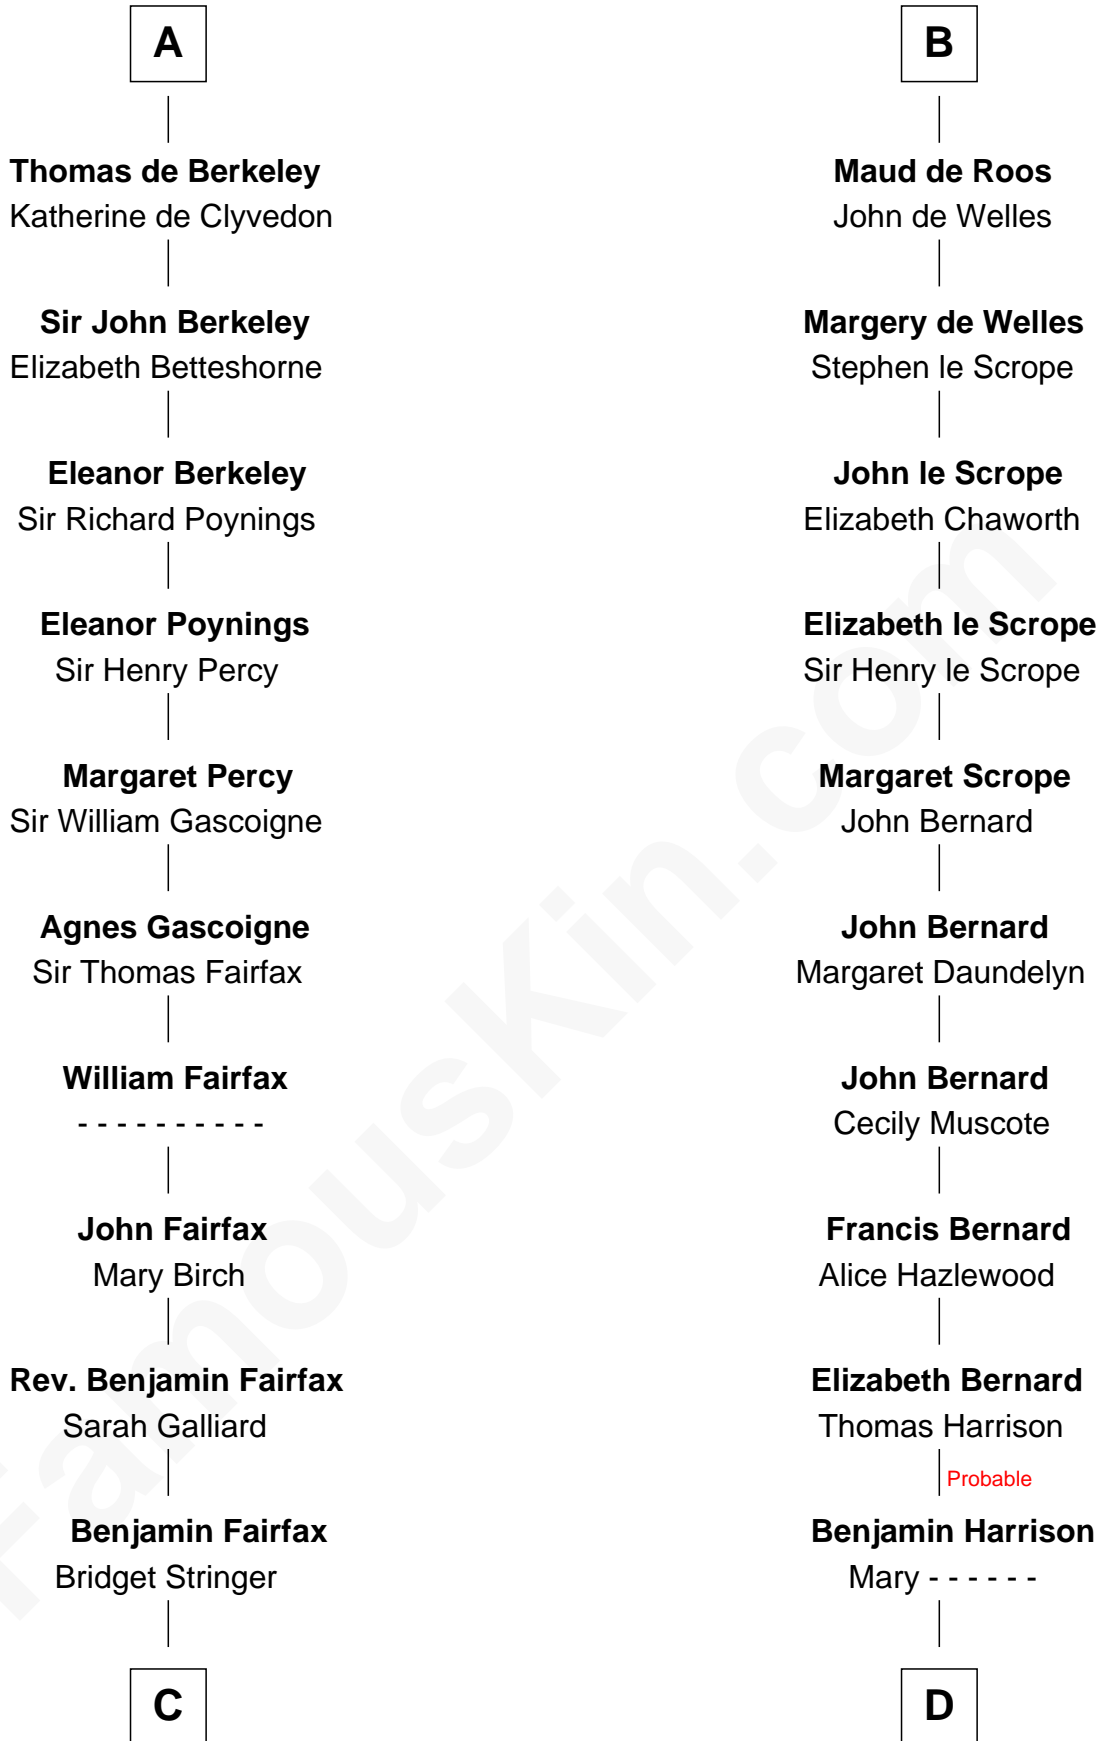 A
Thomas de Berkeley
Katherine de Clyvedon
Sir John Berkeley
Elizabeth Betteshorne
Eleanor Berkeley
Sir Richard Poynings
Eleanor Poynings
Sir Henry Percy
Margaret Percy
Sir William Gascoigne
Agnes Gascoigne
Sir Thomas Fairfax
William Fairfax
- - - - - - - - - -
John Fairfax
Mary Birch
Rev. Benjamin Fairfax
Sarah Galliard
Benjamin Fairfax
Bridget Stringer
C
B
Maud de Roos
John de Welles
Margery de Welles
Stephen le Scrope
John le Scrope
Elizabeth Chaworth
Elizabeth le Scrope
Sir Henry le Scrope
Margaret Scrope
John Bernard
John Bernard
Margaret Daundelyn
John Bernard
Cecily Muscote
Francis Bernard
Alice Hazlewood
Elizabeth Bernard
Thomas Harrison
Probable
Benjamin Harrison
Mary - - - - - -
D
FamousKin.com